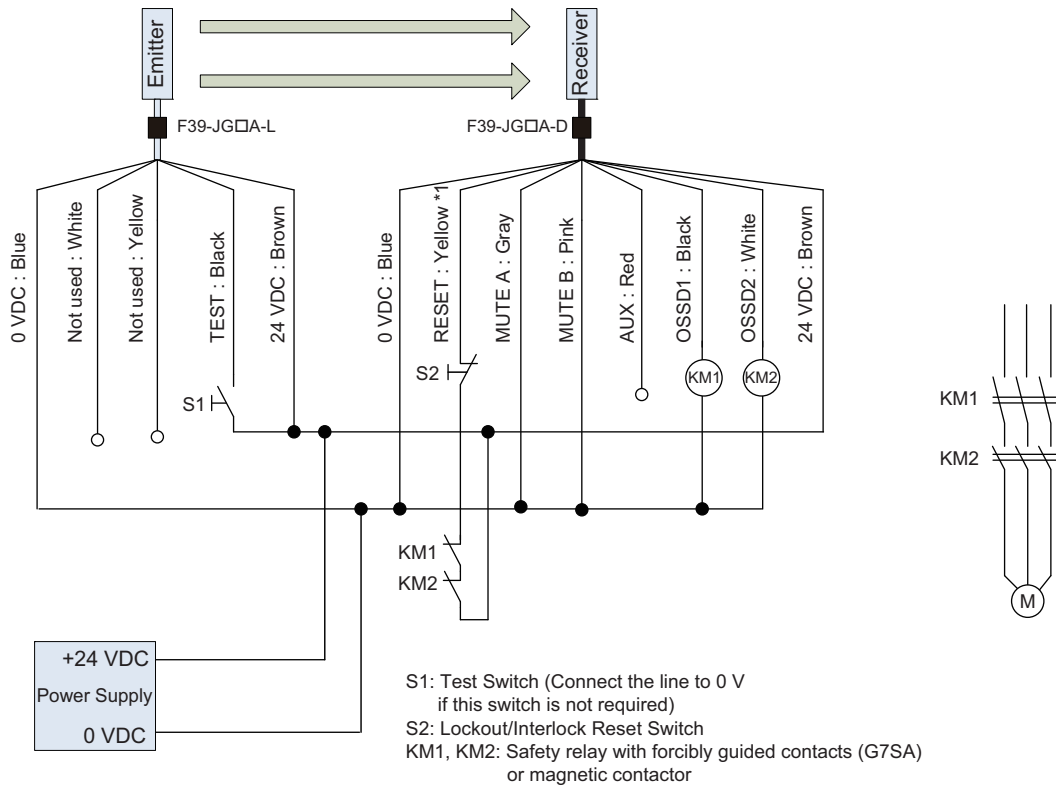 Emitter
Receiver
F39-JG□A-L
F39-JG□A-D
0 VDC : Blue
Not used : White
Not used : Yellow
TEST : Black
24 VDC : Brown
0 VDC : Blue
RESET : Yellow *1
MUTE A : Gray
MUTE B : Pink
AUX : Red
OSSD1 : Black
OSSD2 : White
24 VDC : Brown
S1
S2
KM1
KM2
KM1
KM2
KM1
KM2
M
+24 VDC
Power Supply
0 VDC
S1: Test Switch (Connect the line to 0 V
if this switch is not required)
S2: Lockout/Interlock Reset Switch
KM1, KM2: Safety relay with forcibly guided contacts (G7SA)
or magnetic contactor